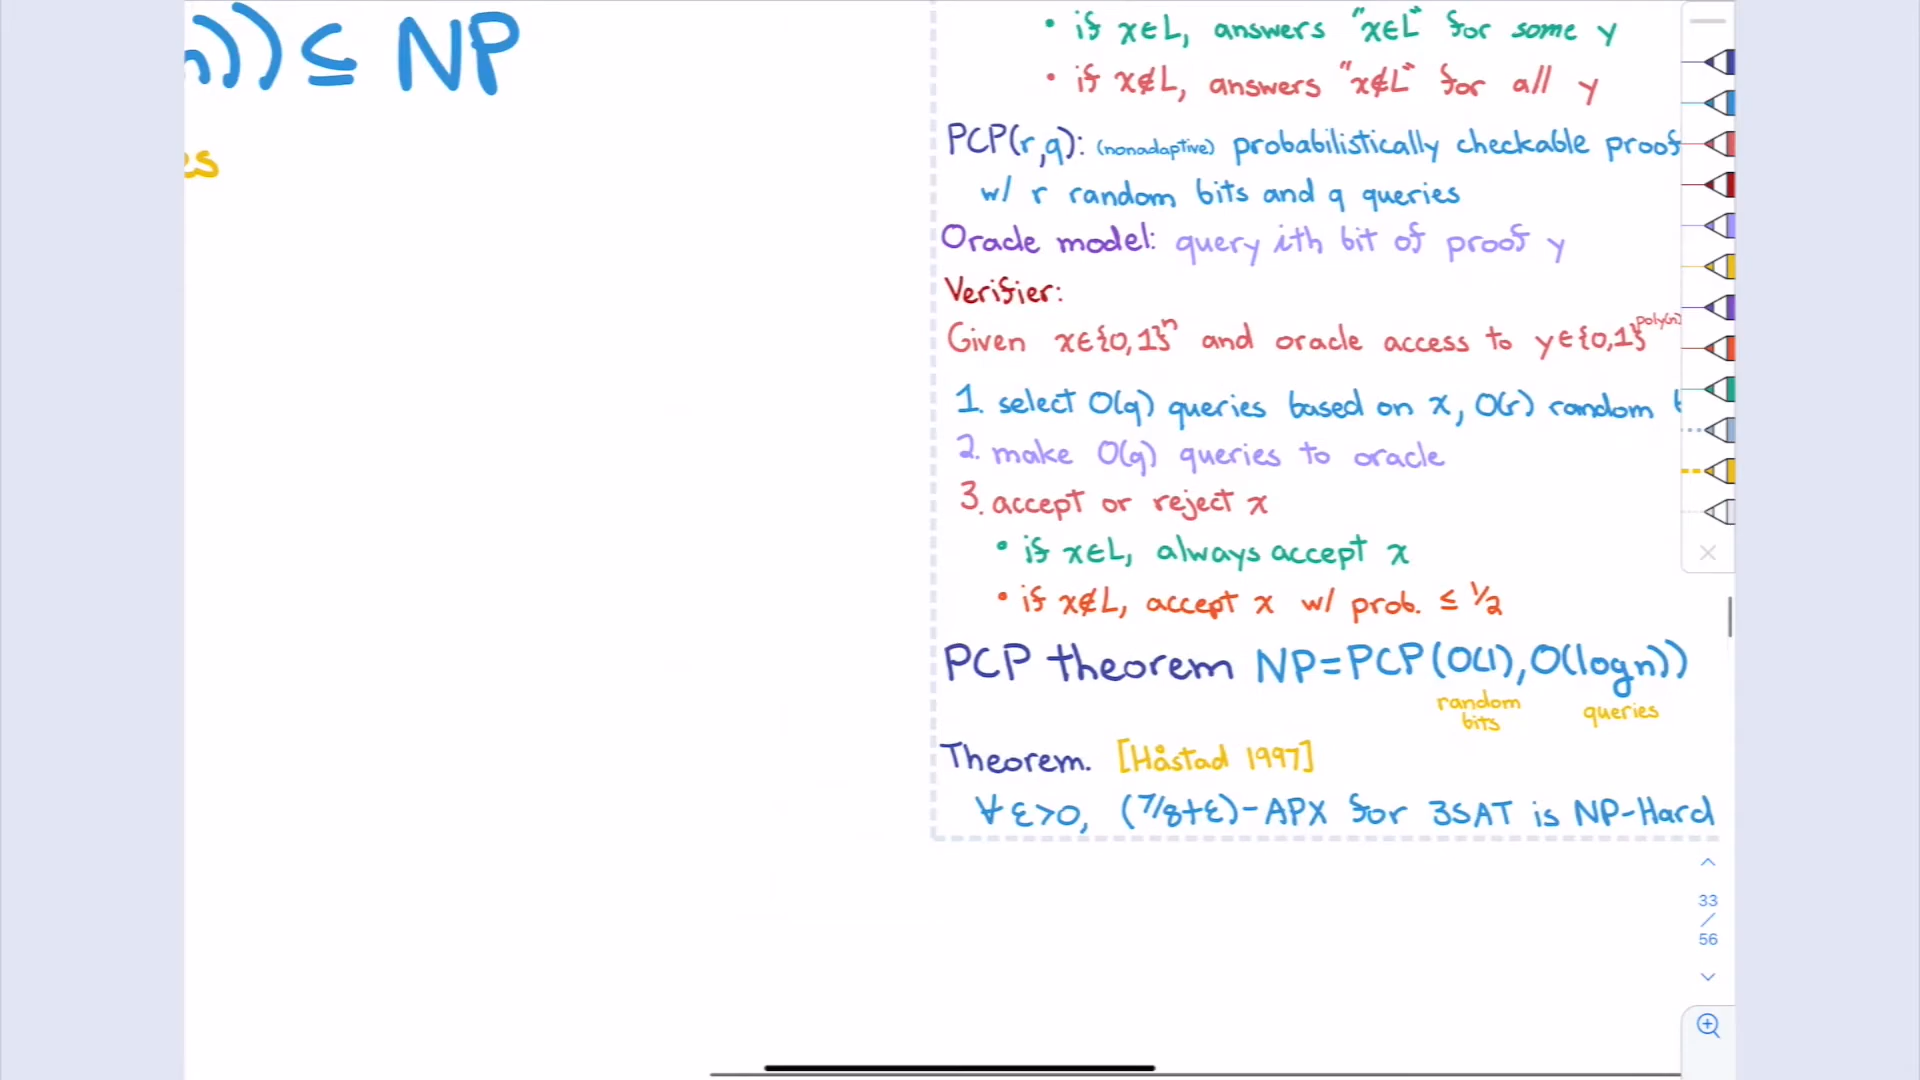 n)) ⊆ NP
es
• if x∈L, answers "x∈L" for some y
• if x∉L, answers "x∉L" for all y
PCP(r,q): (nonadaptive) probabilistically checkable proof
w/ r random bits and q queries
Oracle model: query ith bit of proof y
Verifier:
Given x∈{0,1}ⁿ and oracle access to y∈{0,1}^poly(n)
1. select O(q) queries based on x, O(r) random
2. make O(q) queries to oracle
3. accept or reject x
• if x∈L, always accept x
• if x∉L, accept x w/ prob. ≤ 1/2
PCP theorem NP=PCP(O(1),O(logn))
random bits queries
Theorem. [Håstad 1997]
∀ε>0, (7/8+ε)-APX for 3SAT is NP-Hard
33
/
56